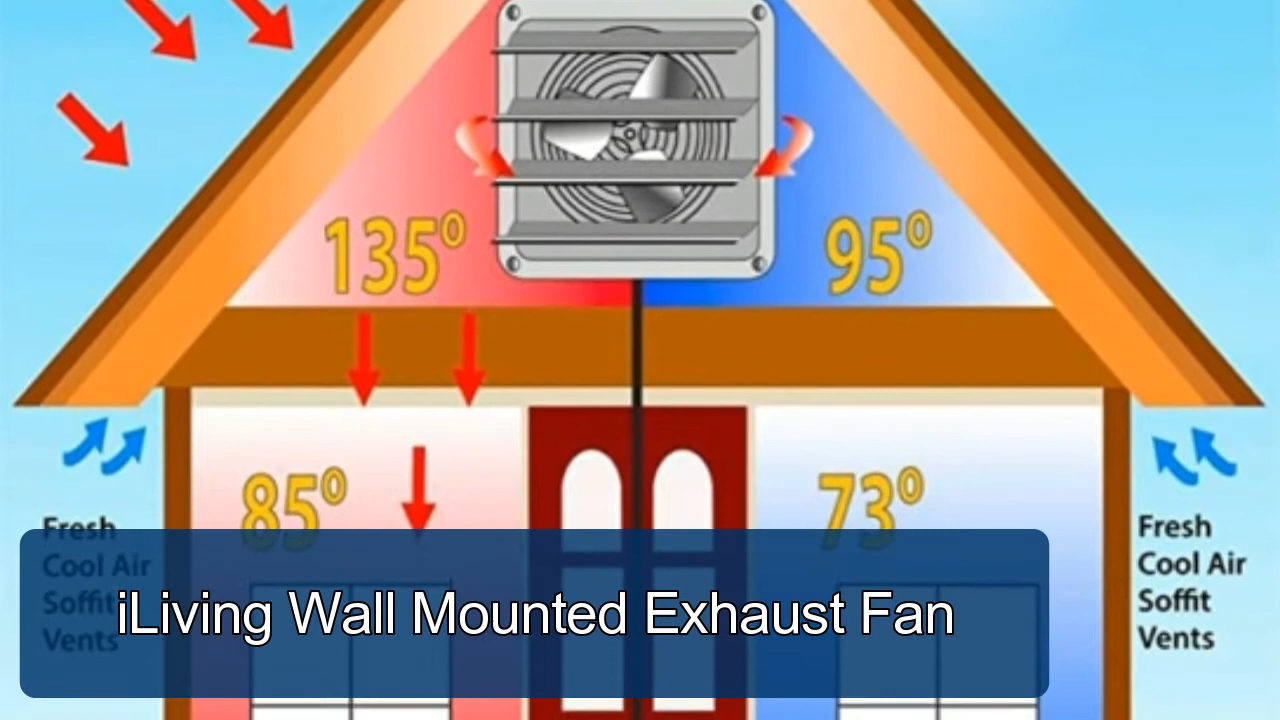 135°
95°
85°
73°
Fresh
Cool Air
Soffit
Vents
Fresh
Cool Air
Soffit
Vents
iLiving Wall Mounted Exhaust Fan